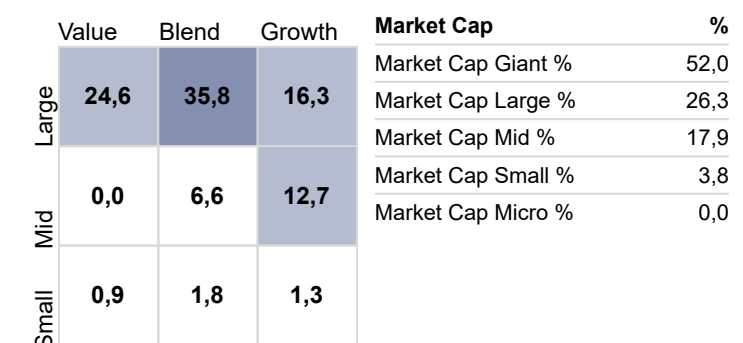 Value Blend Growth
Large 24,6 35,8 16,3
Mid 0,0 6,6 12,7
Small 0,9 1,8 1,3
Market Cap %
Market Cap Giant % 52,0
Market Cap Large % 26,3
Market Cap Mid % 17,9
Market Cap Small % 3,8
Market Cap Micro % 0,0